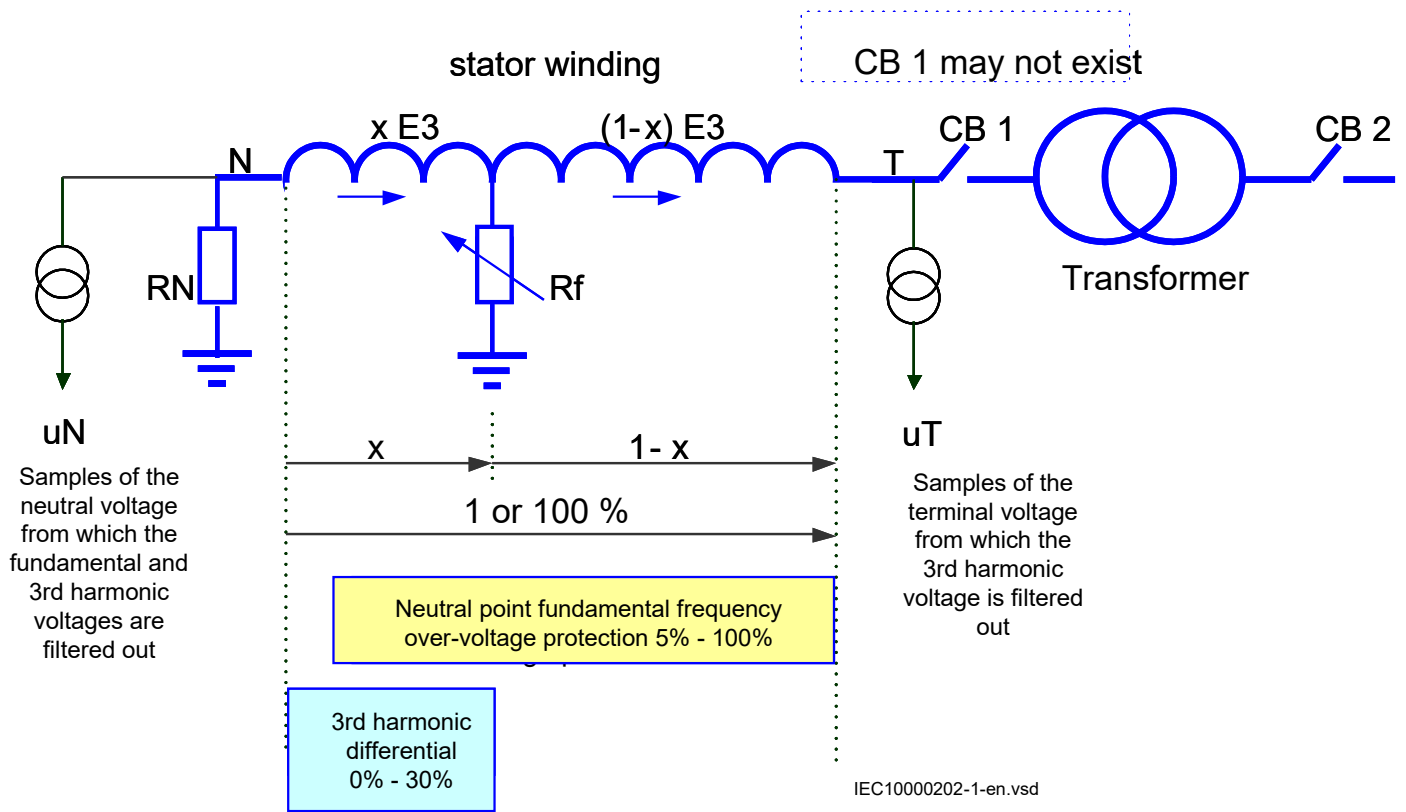 stator winding
CB 1 may not exist
x E3
(1-x) E3
CB 1
CB 2
N
T
RN
Rf
Transformer
uN
Samples of the
neutral voltage
from which the
fundamental and
3rd harmonic
voltages are
filtered out
x
1- x
1 or 100 %
uT
Samples of the
terminal voltage
from which the
3rd harmonic
voltage is filtered
out
Neutral point fundamental frequency
over-voltage protection 5% - 100%
3rd harmonic
differential
0% - 30%
IEC10000202-1-en.vsd